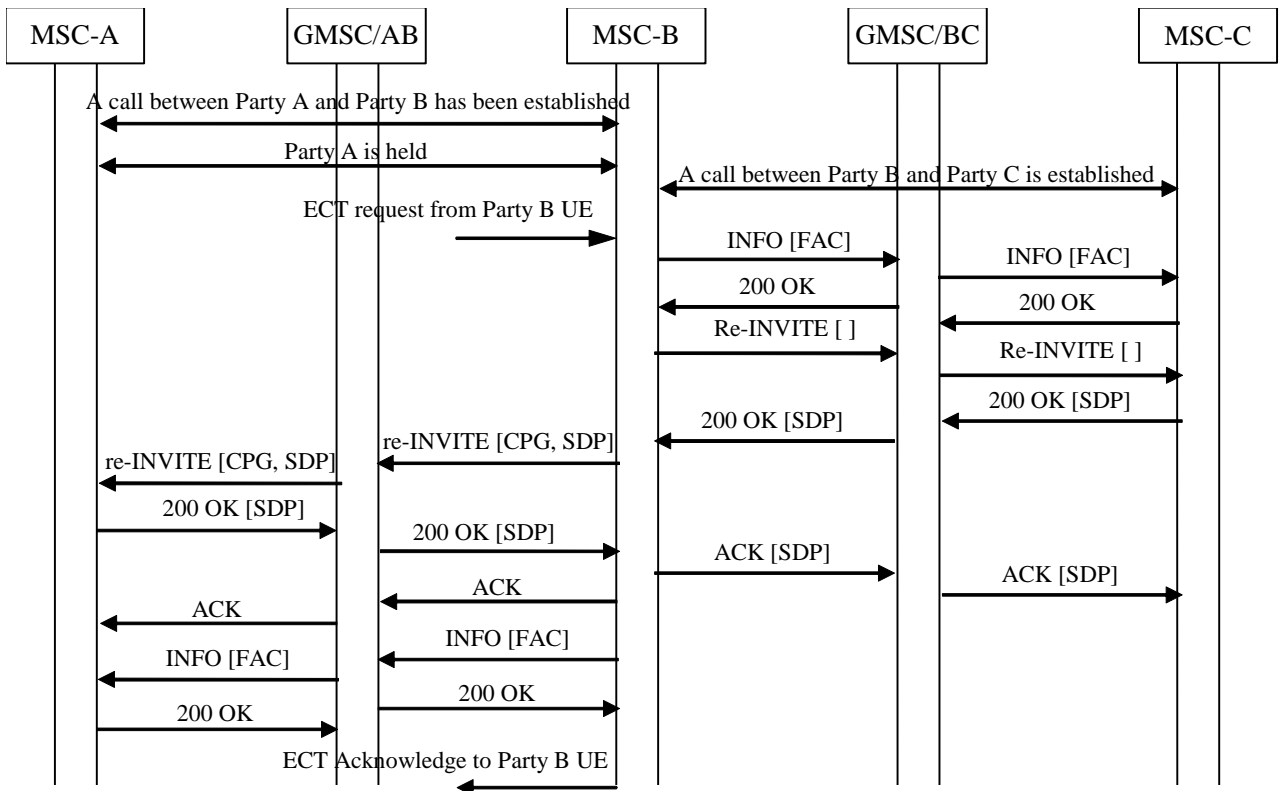 MSC-A
GMSC/AB
MSC-B
GMSC/BC
MSC-C
A call between Party A and Party B has been established
Party A is held
A call between Party B and Party C is established
ECT request from Party B UE
INFO [FAC]
INFO [FAC]
200 OK
200 OK
Re-INVITE [ ]
Re-INVITE [ ]
200 OK [SDP]
200 OK [SDP]
re-INVITE [CPG, SDP]
re-INVITE [CPG, SDP]
200 OK [SDP]
200 OK [SDP]
ACK [SDP]
ACK [SDP]
ACK
ACK
INFO [FAC]
INFO [FAC]
200 OK
200 OK
ECT Acknowledge to Party B UE